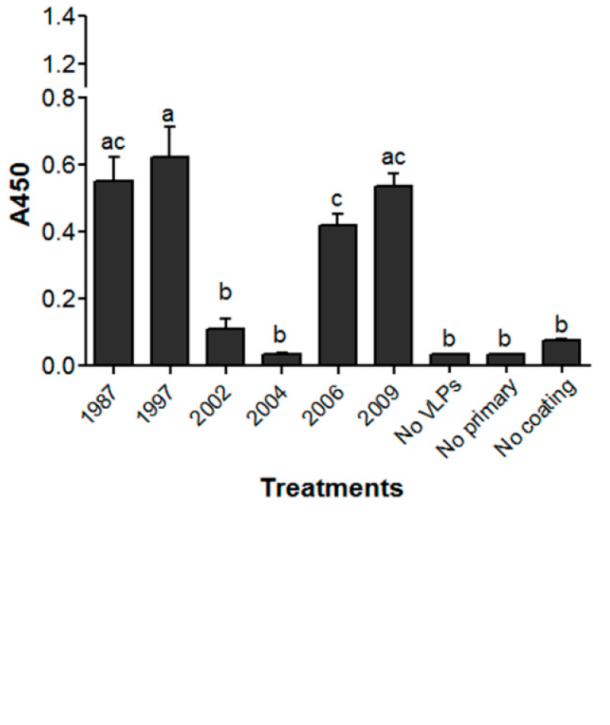 1.4
1.2
0.8
0.6
0.4
0.2
0.0
A450
ac
a
b
b
c
ac
b
b
b
1987
1997
2002
2004
2006
2009
No VLPs
No primary
No coating
Treatments